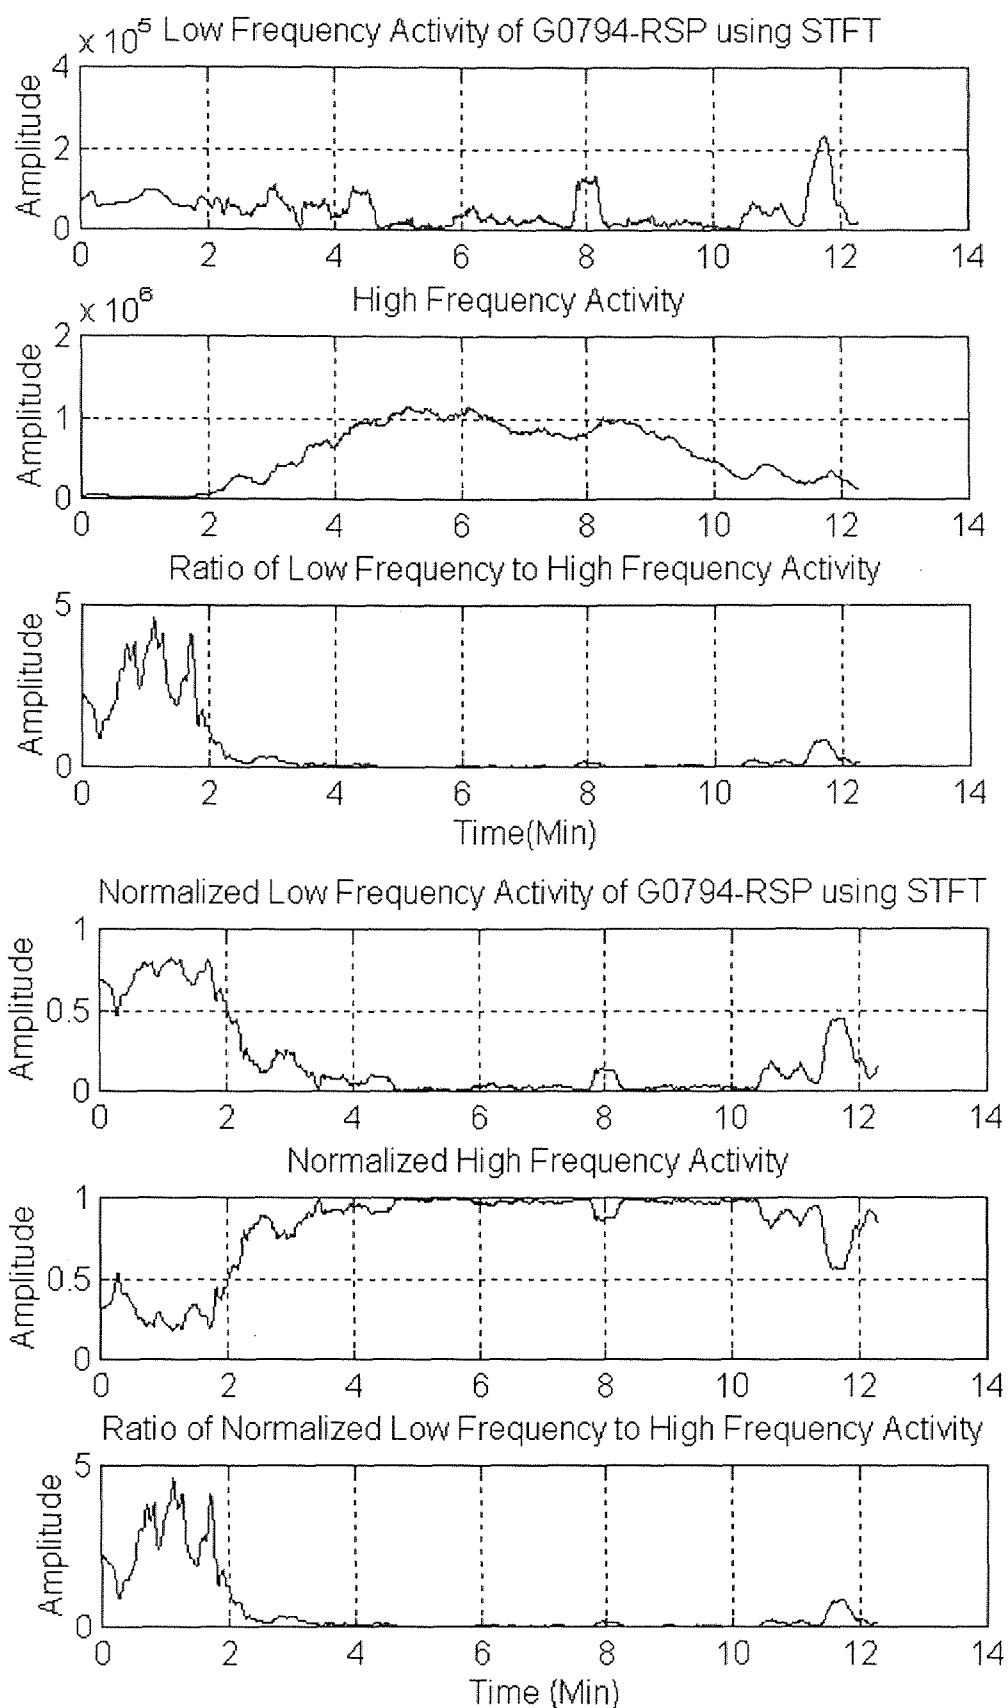 x 10⁵ Low Frequency Activity of G0794-RSP using STFT
4
2
0
Amplitude
0 2 4 6 8 10 12 14
High Frequency Activity
x 10⁶
2
1
0
Amplitude
0 2 4 6 8 10 12 14
Ratio of Low Frequency to High Frequency Activity
5
0
Amplitude
0 2 4 6 8 10 12 14
Time(Min)
Normalized Low Frequency Activity of G0794-RSP using STFT
1
0.5
0
Amplitude
0 2 4 6 8 10 12 14
Normalized High Frequency Activity
1
0.5
0
Amplitude
0 2 4 6 8 10 12 14
Ratio of Normalized Low Frequency to High Frequency Activity
5
0
Amplitude
0 2 4 6 8 10 12 14
Time (Min)